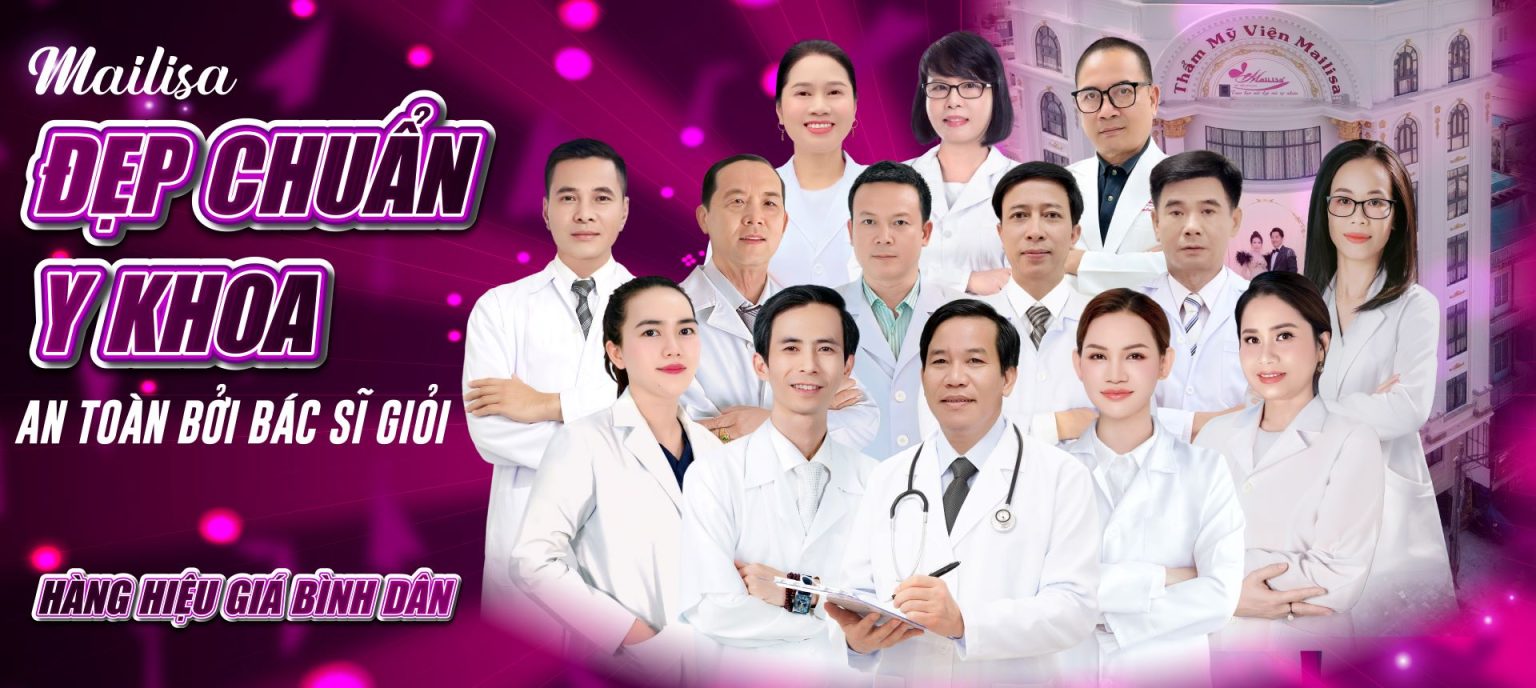 Mailisa
ĐẸP CHUẨN
Y KHOA
AN TOÀN BỞI BÁC SĨ GIỎI
HÀNG HIỆU GIÁ BÌNH DÂN
Thẩm Mỹ Viện Mailisa
MAILISA